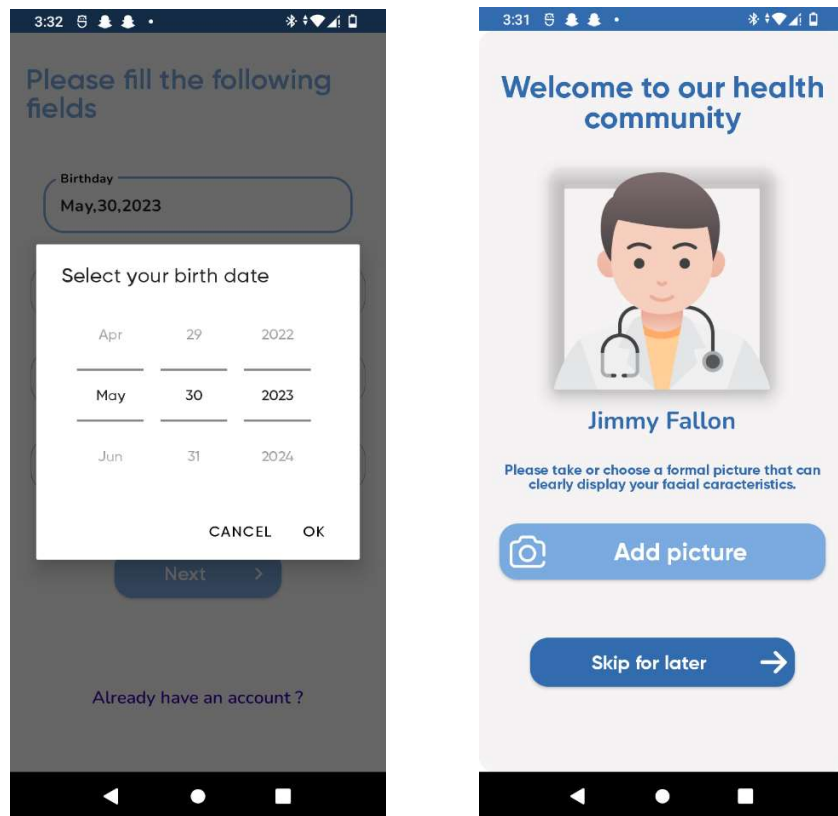 3:32
Please fill the following
fields
Birthday
May,30,2023
Select your birth date
Apr 29 2022
May 30 2023
Jun 31 2024
CANCEL OK
Next >
Already have an account ?
3:31
Welcome to our health
community
Jimmy Fallon
Please take or choose a formal picture that can
clearly display your facial caracteristics.
Add picture
Skip for later